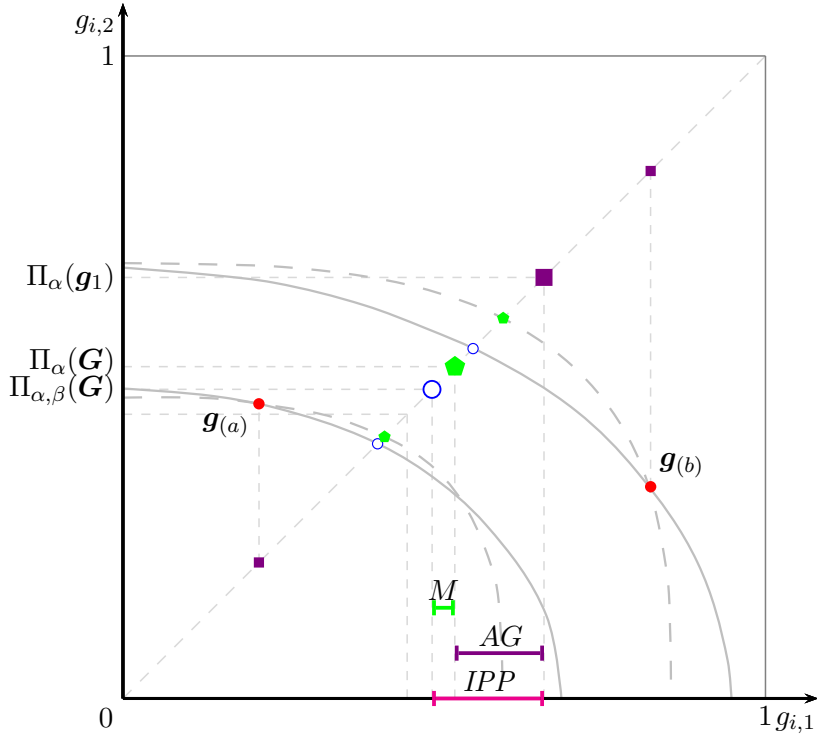 g_{i,2}
1
Π_α(g_1)
Π_α(G)
Π_{α,β}(G)
g_{(a)}
g_{(b)}
M
AG
IPP
0
1 g_{i,1}